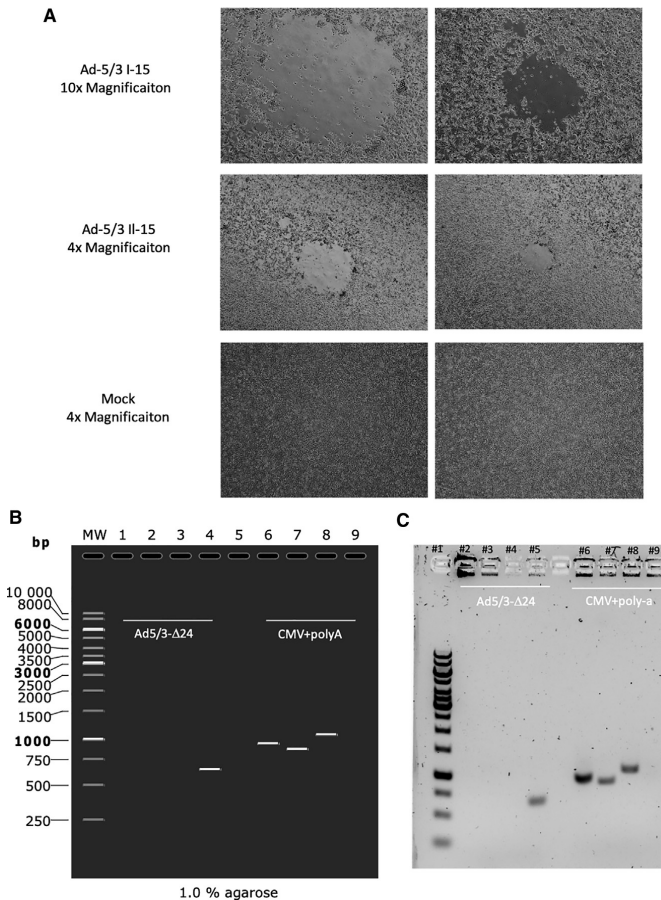 A
Ad-5/3 I-15
10x Magnificaiton
Ad-5/3 Il-15
4x Magnificaiton
Mock
4x Magnificaiton
B
C
bp
MW 1 2 3 4 5 6 7 8 9
10 000
8000
6000
5000
4000
3500
3000
2500
2000
1500
1000
750
500
250
Ad5/3-Δ24
CMV+polyA
1.0 % agarose
#1 #2 #3 #4 #5 #6 #7 #8 #9
Ad5/3-Δ24
CMV+poly-a